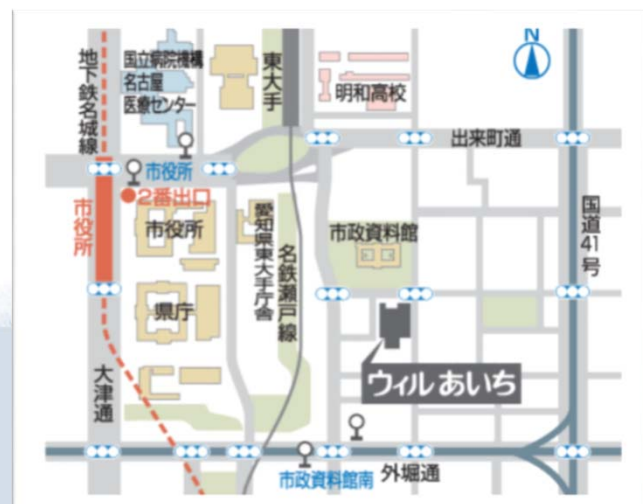 N
国立病院機構
名古屋
医療センター
地下鉄名城線
東大手
明和高校
出来町通
市役所
2番出口
市役所
市役所
愛知県東大手庁舎
名鉄瀬戸線
市政資料館
国道41号
県庁
大津通
ウィルあいち
市政資料館南
外堀通